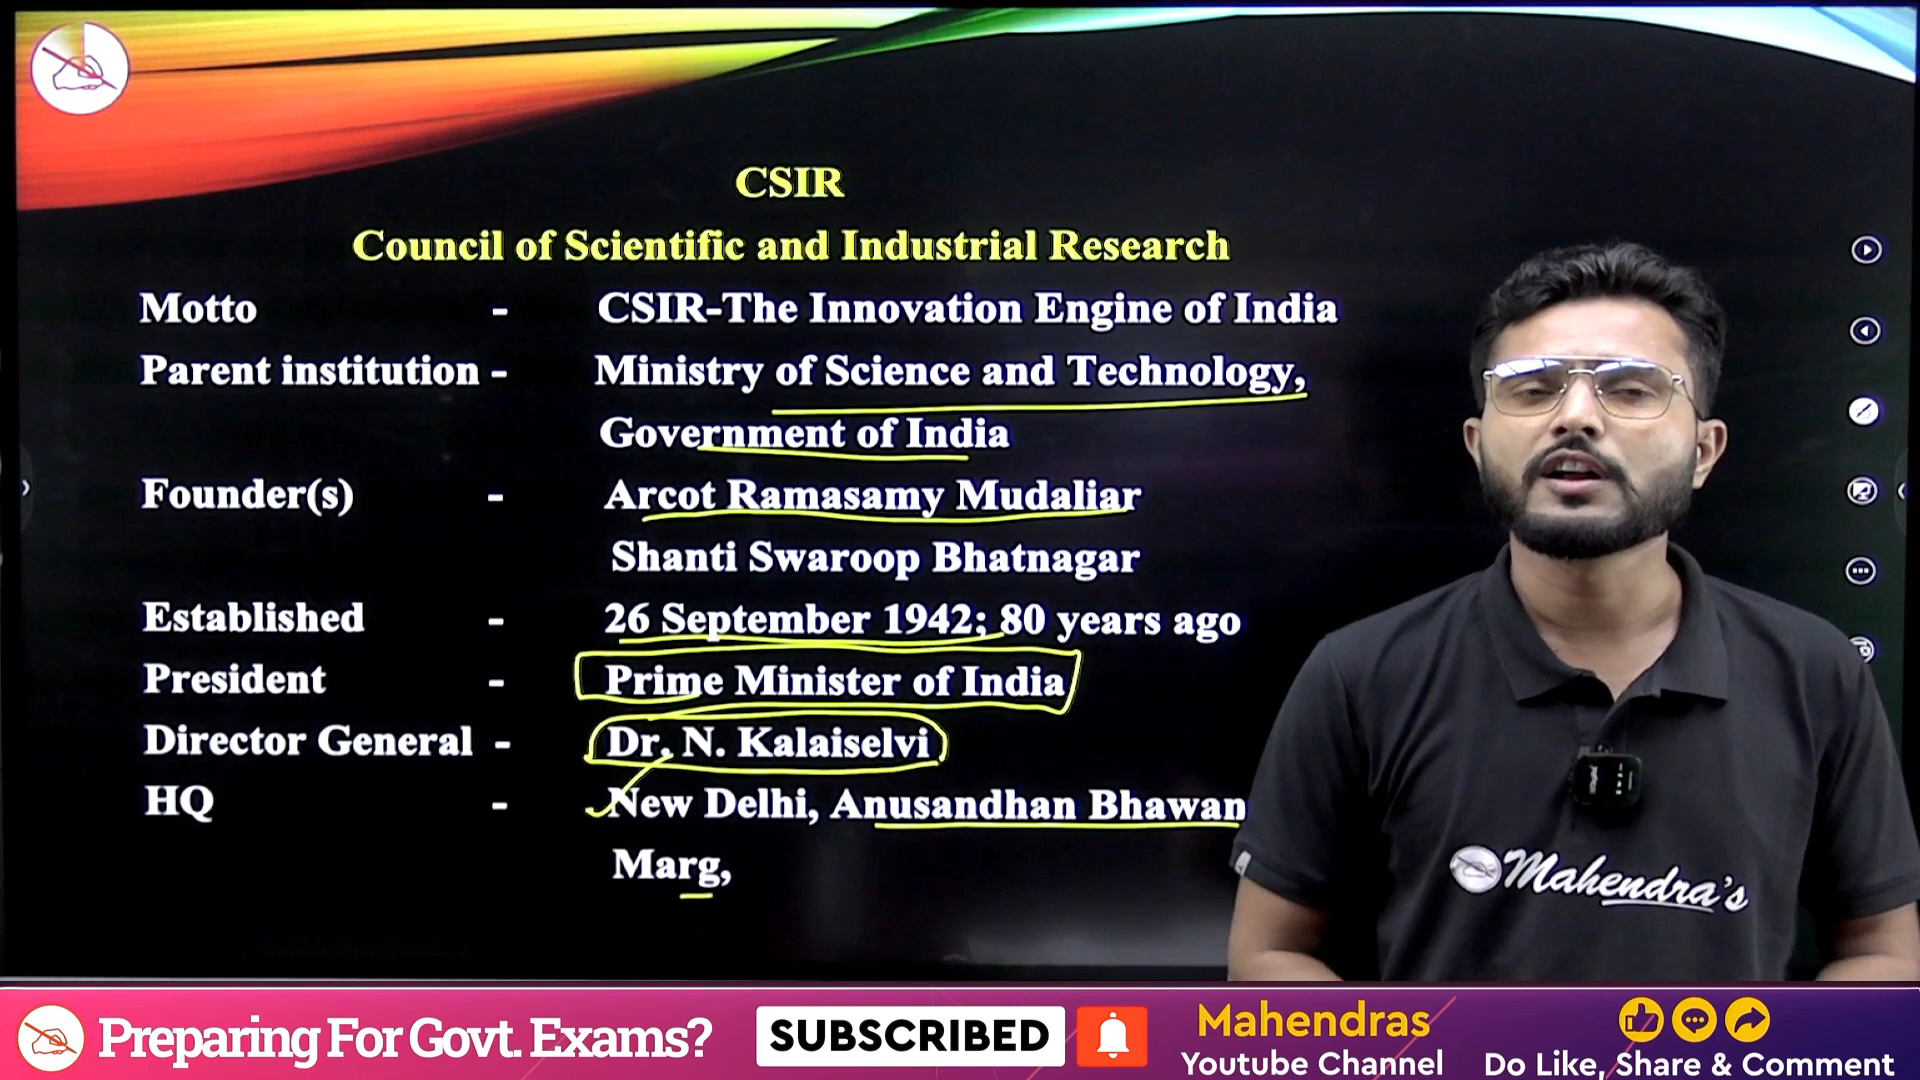 CSIR
Council of Scientific and Industrial Research
Motto - CSIR-The Innovation Engine of India
Parent institution - Ministry of Science and Technology,
Government of India
Founder(s) - Arcot Ramasamy Mudaliar
Shanti Swaroop Bhatnagar
Established - 26 September 1942; 80 years ago
President - Prime Minister of India
Director General - Dr. N. Kalaiselvi
HQ - New Delhi, Anusandhan Bhawan
Marg,
Mahendra's
Preparing For Govt. Exams?
SUBSCRIBED
Mahendras
Youtube Channel
Do Like, Share & Comment